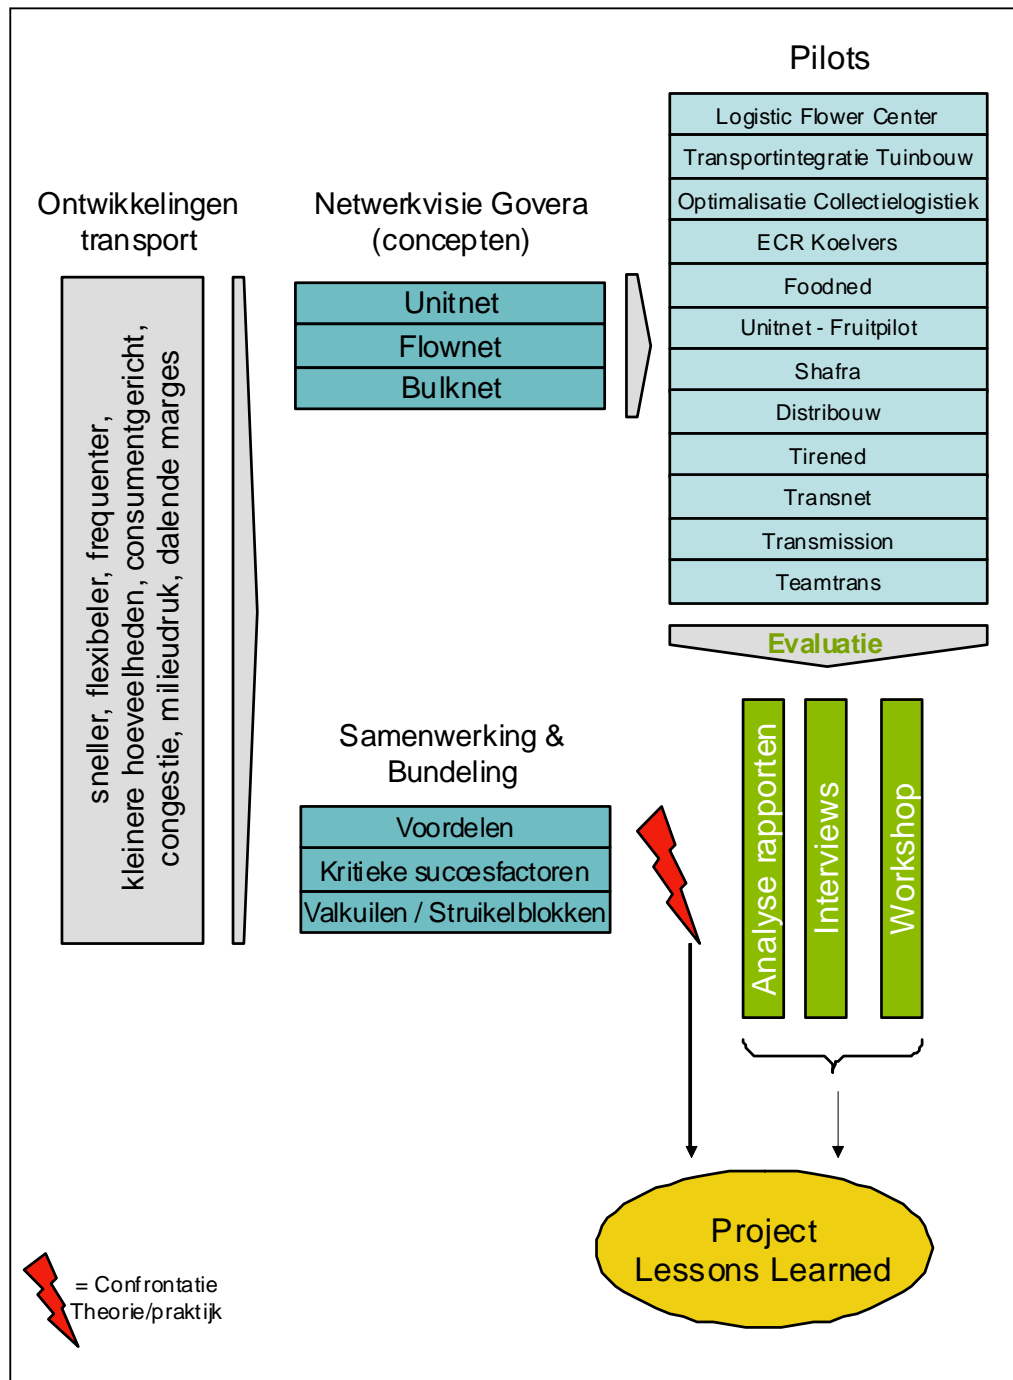 Ontwikkelingen
transport
sneller, flexibeler, frequenter,
kleinere hoeveelheden, consumentgericht,
congestie, milieudruk, dalende marges
Netwerkvisie Govera
(concepten)
Unitnet
Flownet
Bulknet
Pilots
Logistic Flower Center
Transportintegratie Tuinbouw
Optimalisatie Collectielogistiek
ECR Koelvers
Foodned
Unitnet - Fruitpilot
Shafra
Distribouw
Tirened
Transnet
Transmission
Teamtrans
Evaluatie
Samenwerking &
Bundeling
Voordelen
Kritieke succesfactoren
Valkuilen / Struikelblokken
Analyse rapporten
Interviews
Workshop
Project
Lessons Learned
= Confrontatie
Theorie/praktijk